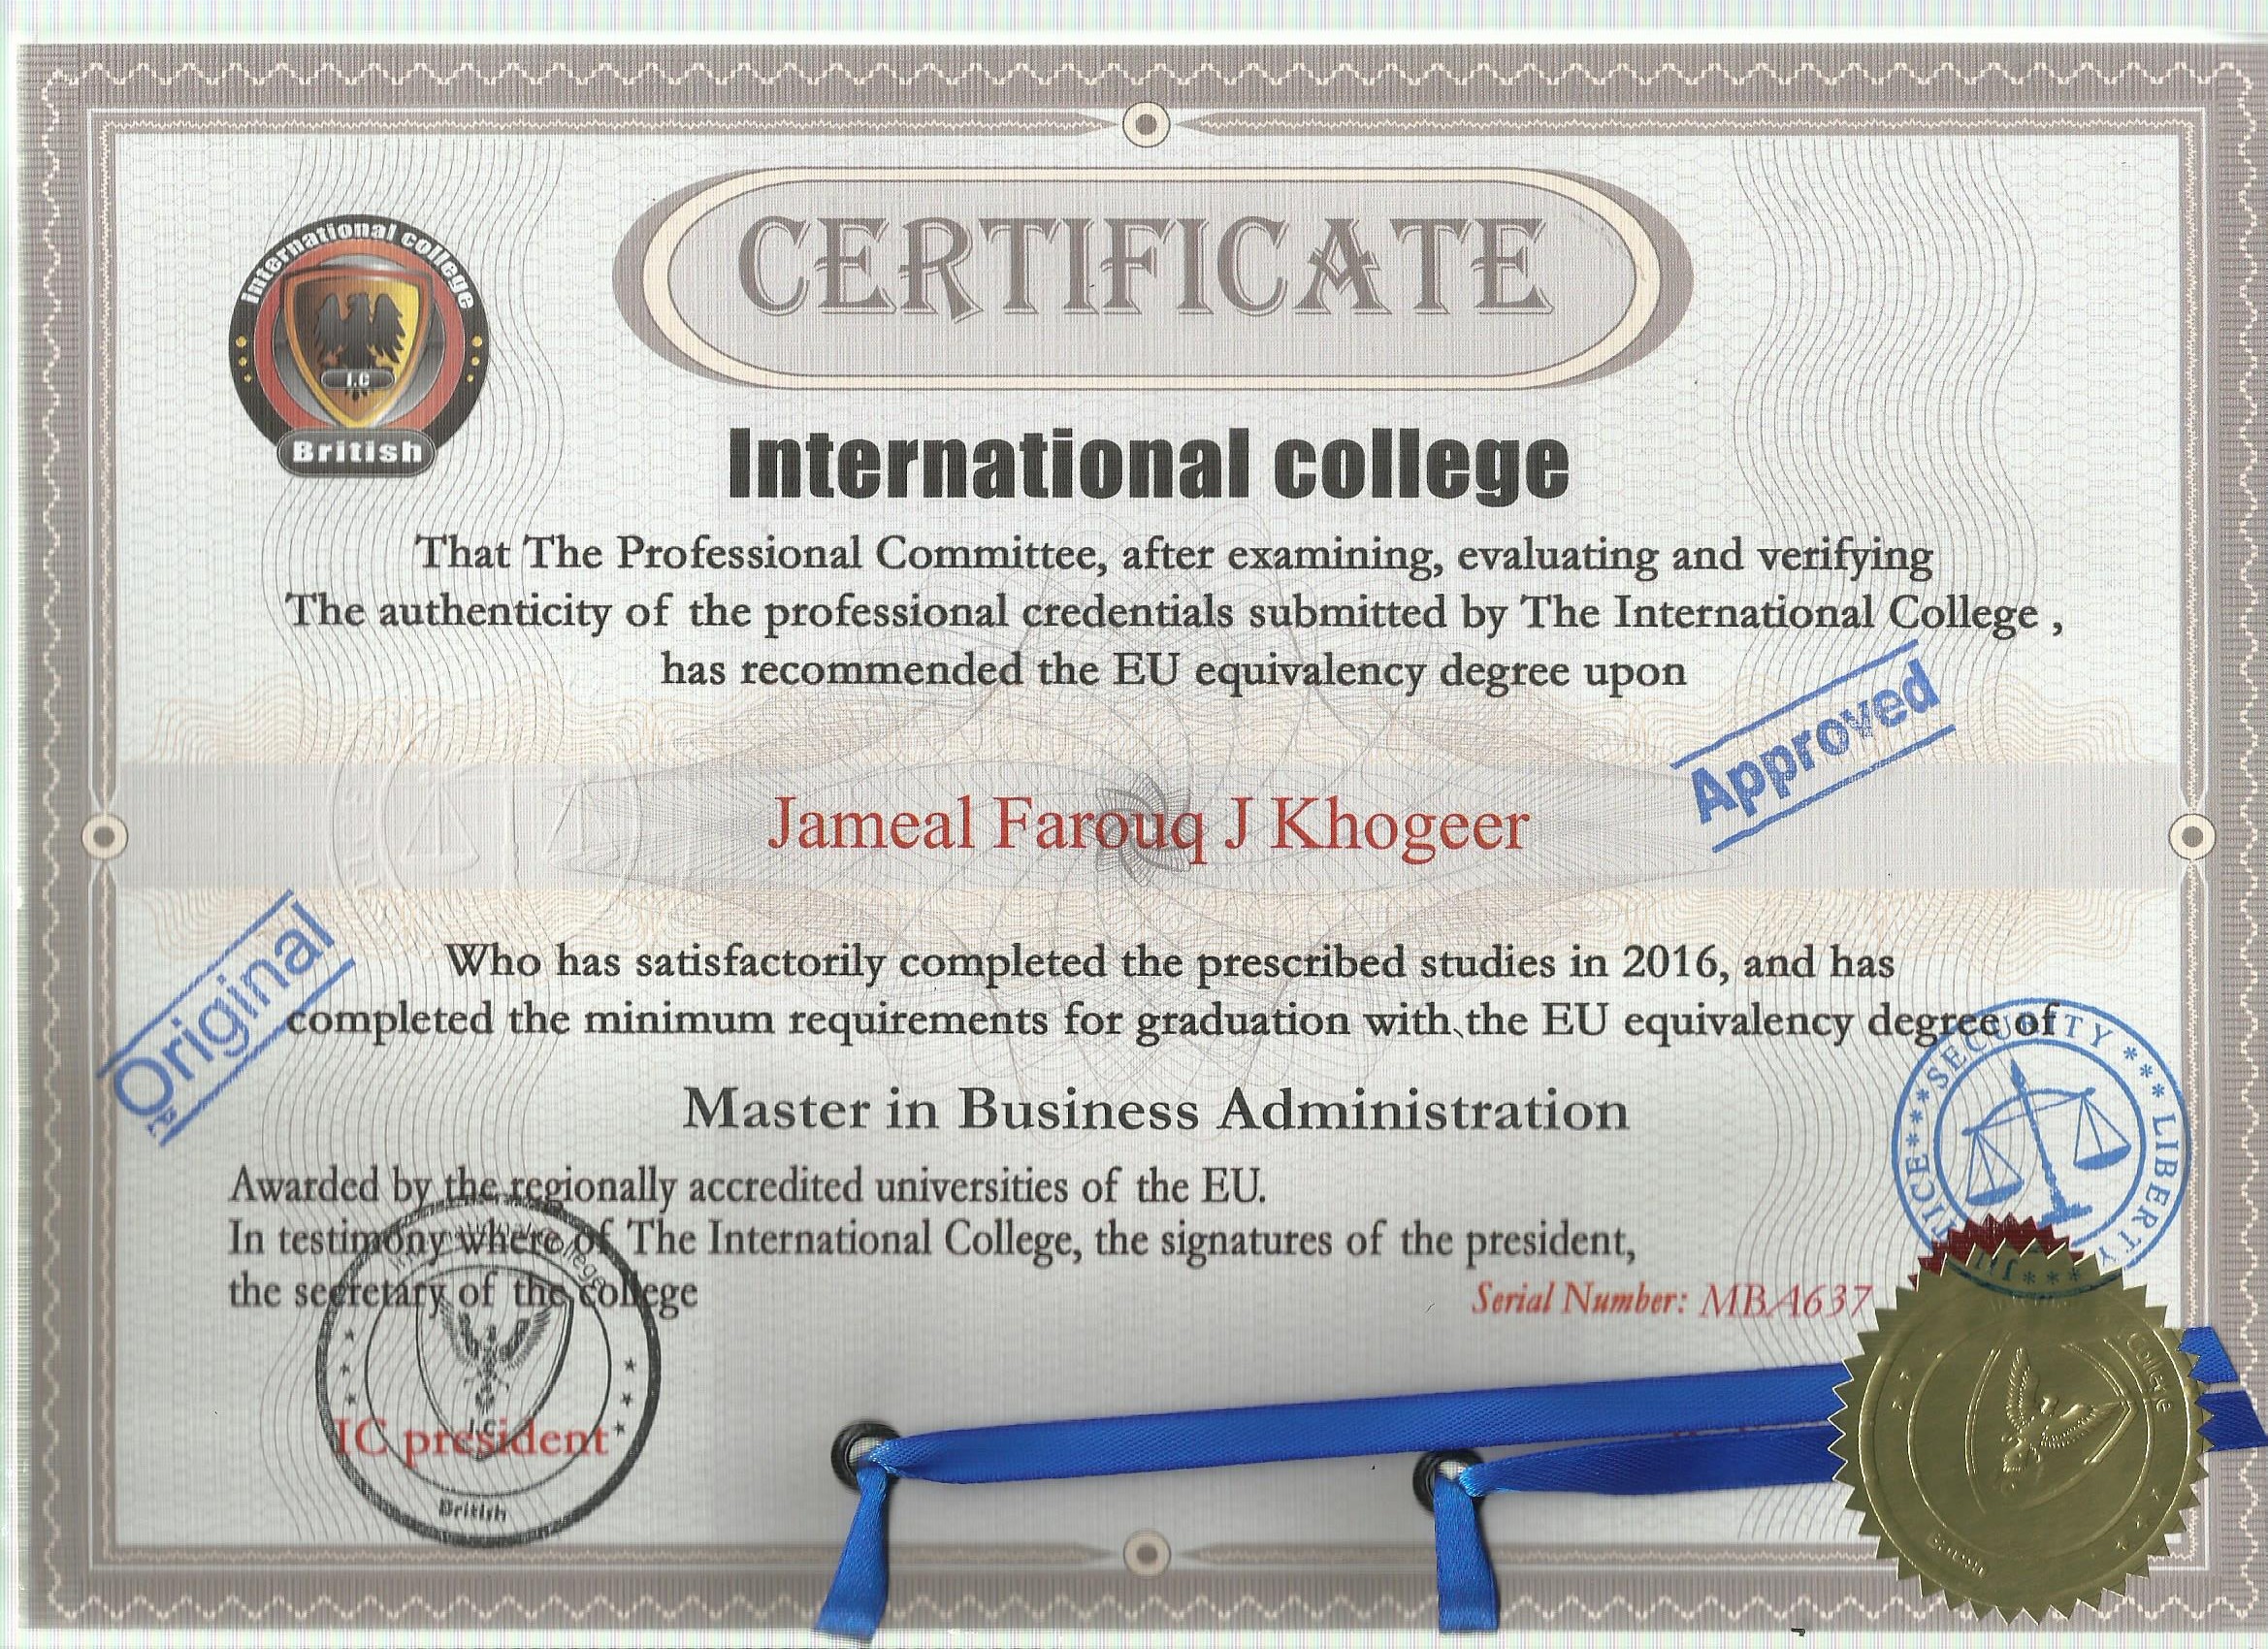 CERTIFICATE
International college
I.C
British
International college
That The Professional Committee, after examining, evaluating and verifying
The authenticity of the professional credentials submitted by The International College ,
has recommended the EU equivalency degree upon
Approved
Jameal Farouq J Khogeer
Original
Who has satisfactorily completed the prescribed studies in 2016, and has
completed the minimum requirements for graduation with the EU equivalency degree of
SECURITY *** LIBERTY ***
Master in Business Administration
Awarded by the regionally accredited universities of the EU.
In testimony where of The International College, the signatures of the president,
the secretary of the college
Serial Number: MBA637
College
I.C
IC president
British
College
British